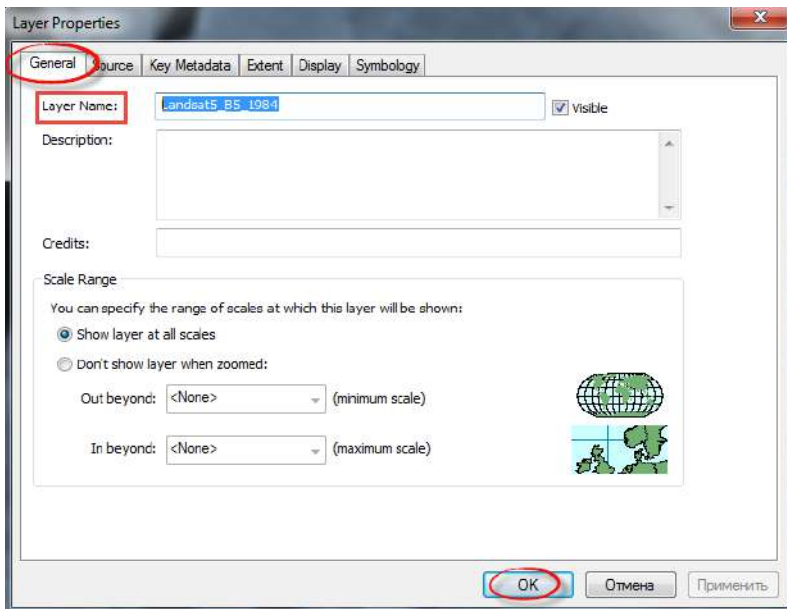 Layer Properties
General Source Key Metadata Extent Display Symbology
Layer Name: Landsat5_B5_1984 Visible
Description:
Credits:
Scale Range
You can specify the range of scales at which this layer will be shown:
Show layer at all scales
Don't show layer when zoomed:
Out beyond: <None> (minimum scale)
In beyond: <None> (maximum scale)
OK Отмена Применить